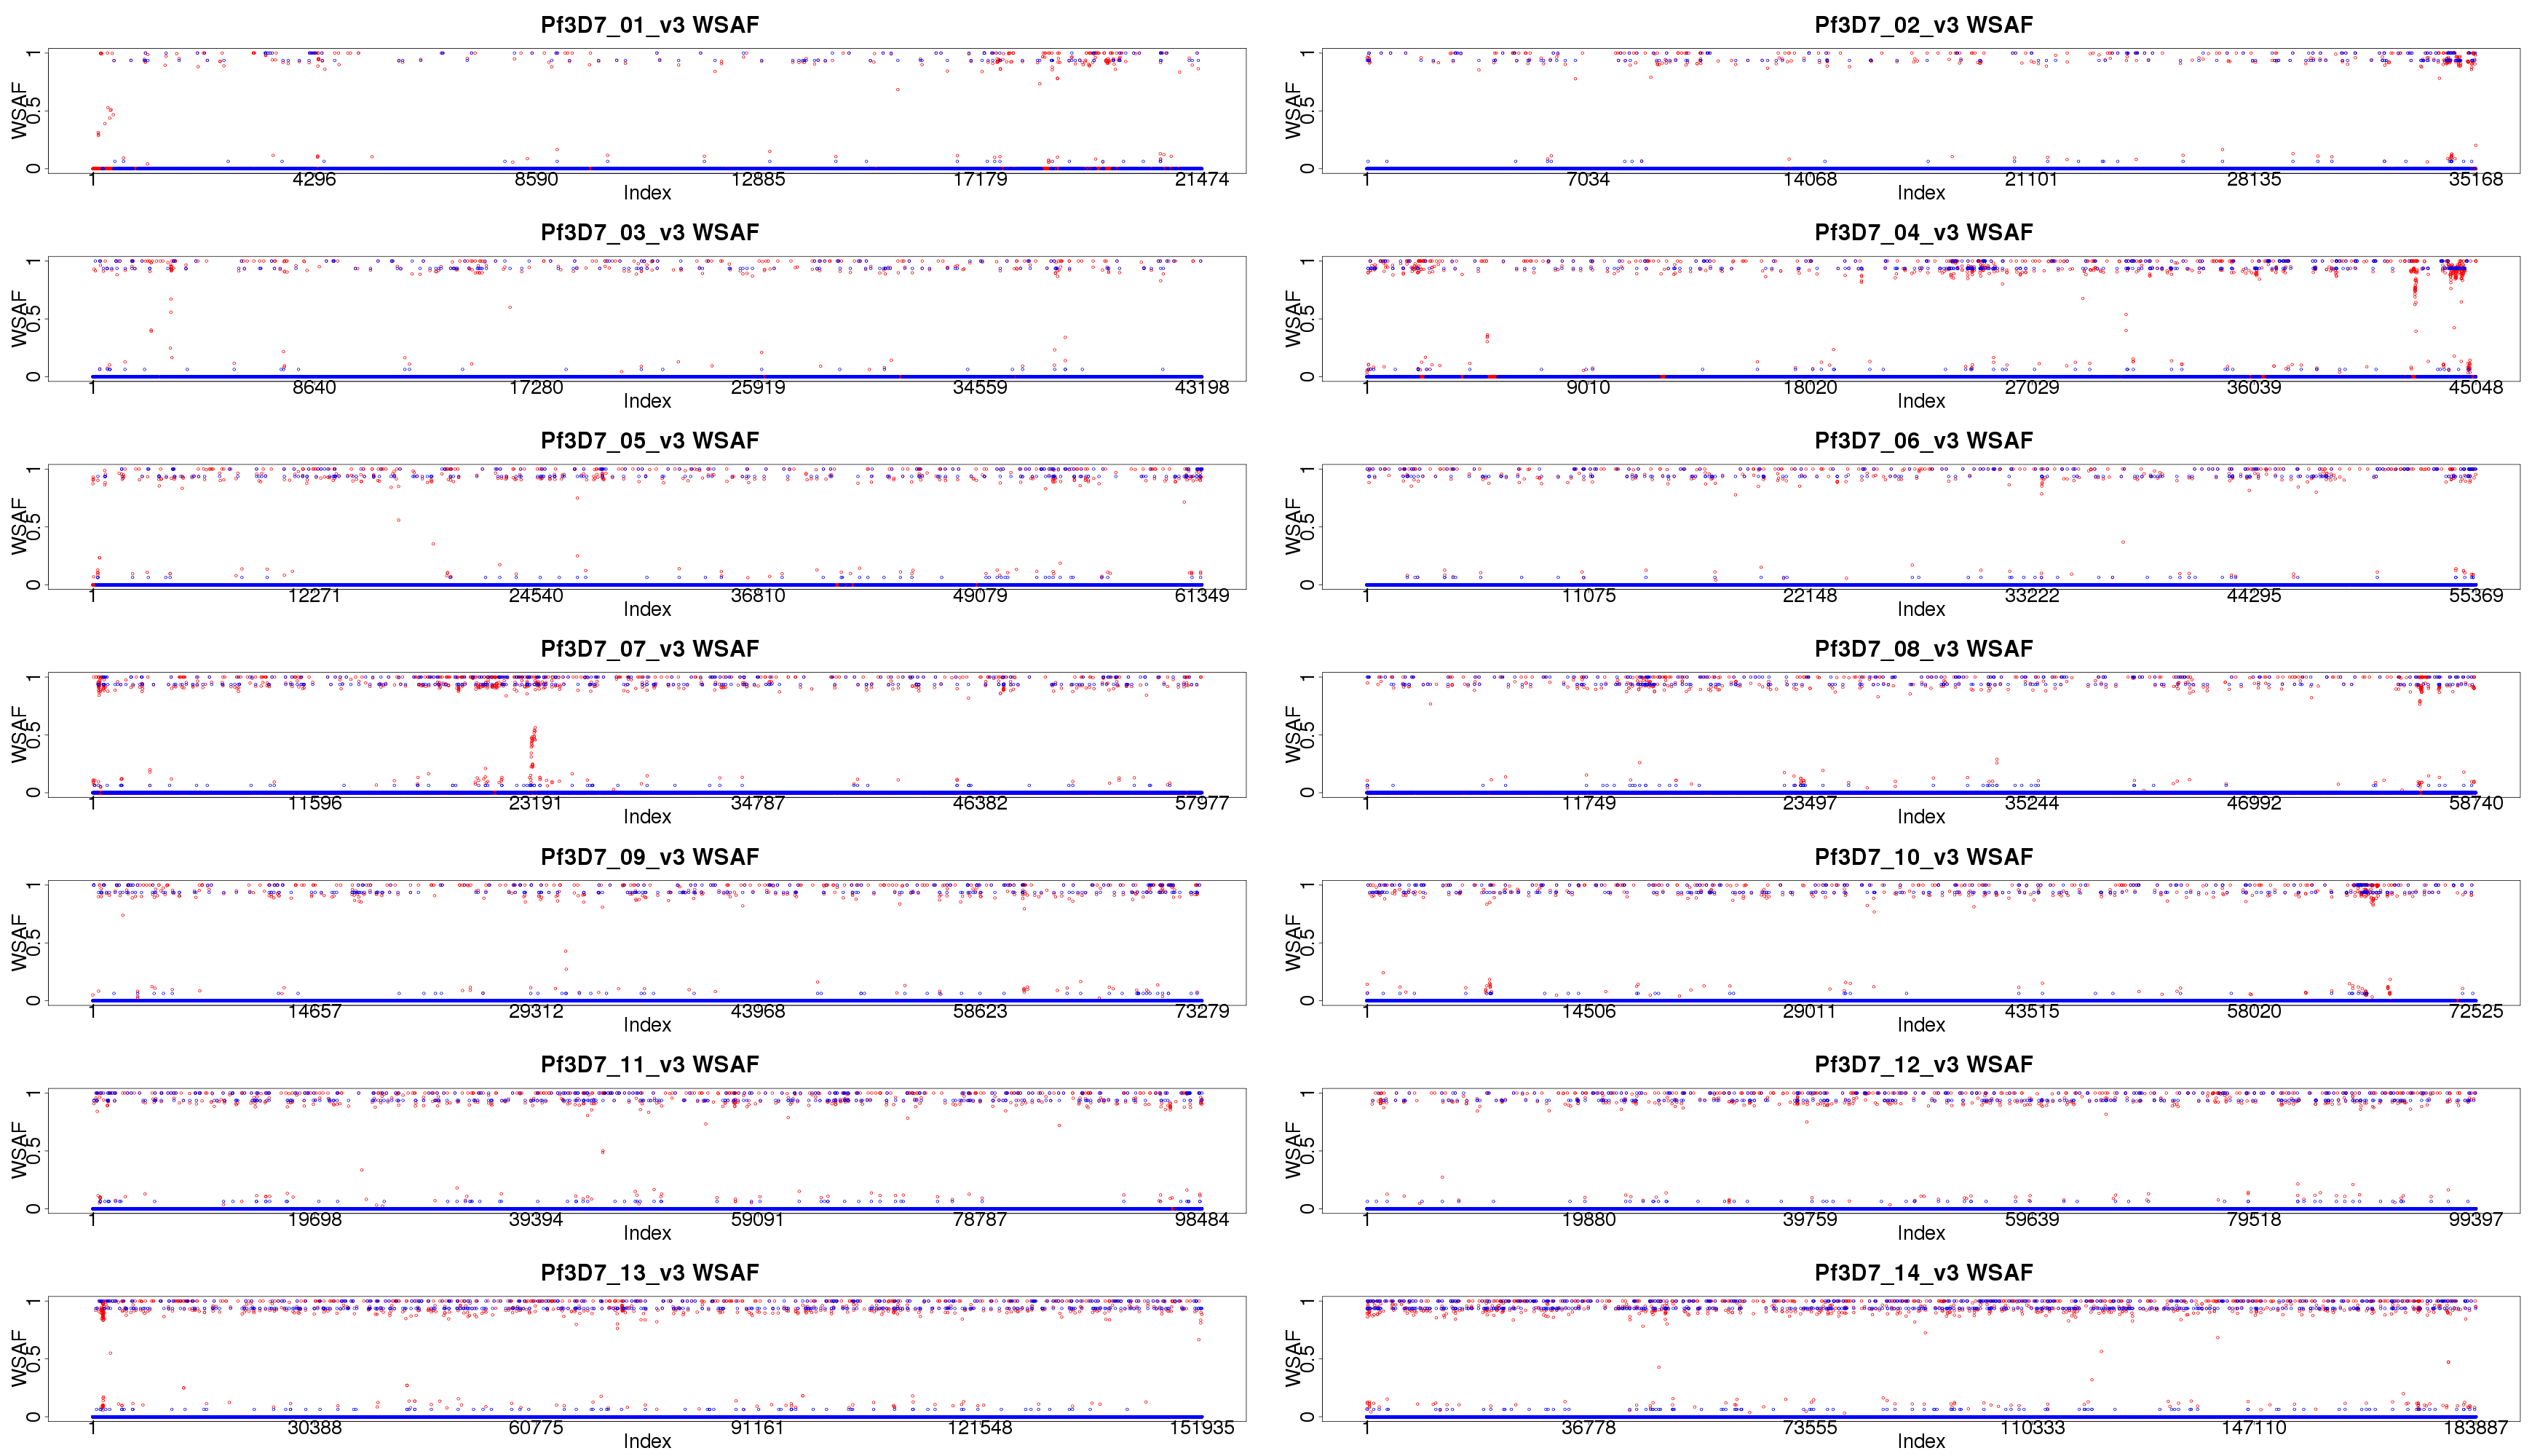 Pf3D7_01_v3 WSAF
WSAF
0 0.5 1
1 4296 8590 12885 17179 21474
Index
Pf3D7_02_v3 WSAF
WSAF
0 0.5 1
1 7034 14068 21101 28135 35168
Index
Pf3D7_03_v3 WSAF
WSAF
0 0.5 1
1 8640 17280 25919 34559 43198
Index
Pf3D7_04_v3 WSAF
WSAF
0 0.5 1
1 9010 18020 27029 36039 45048
Index
Pf3D7_05_v3 WSAF
WSAF
0 0.5 1
1 12271 24540 36810 49079 61349
Index
Pf3D7_06_v3 WSAF
WSAF
0 0.5 1
1 11075 22148 33222 44295 55369
Index
Pf3D7_07_v3 WSAF
WSAF
0 0.5 1
1 11596 23191 34787 46382 57977
Index
Pf3D7_08_v3 WSAF
WSAF
0 0.5 1
1 11749 23497 35244 46992 58740
Index
Pf3D7_09_v3 WSAF
WSAF
0 0.5 1
1 14657 29312 43968 58623 73279
Index
Pf3D7_10_v3 WSAF
WSAF
0 0.5 1
1 14506 29011 43515 58020 72525
Index
Pf3D7_11_v3 WSAF
WSAF
0 0.5 1
1 19698 39394 59091 78787 98484
Index
Pf3D7_12_v3 WSAF
WSAF
0 0.5 1
1 19880 39759 59639 79518 99397
Index
Pf3D7_13_v3 WSAF
WSAF
0 0.5 1
1 30388 60775 91161 121548 151935
Index
Pf3D7_14_v3 WSAF
WSAF
0 0.5 1
1 36778 73555 110333 147110 183887
Index